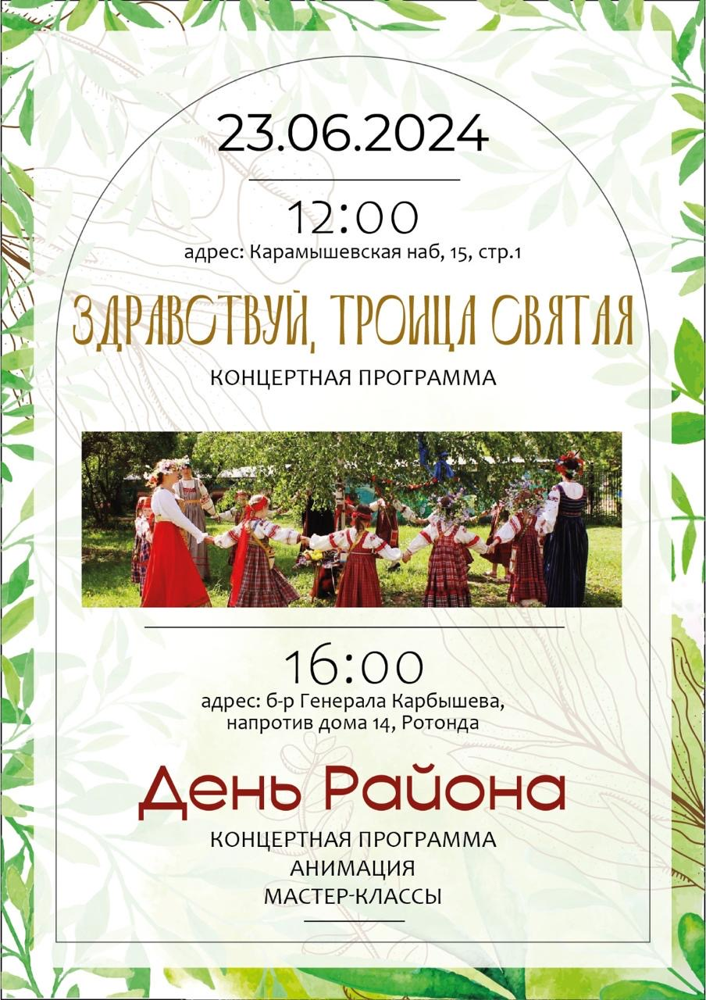 23.06.2024
12:00
адрес: Карамышевская наб, 15, стр.1
ЗДРАВСТВУЙ, ТРОИЦА СВЯТАЯ
КОНЦЕРТНАЯ ПРОГРАММА
16:00
адрес: б-р Генерала Карбышева,
напротив дома 14, Ротонда
День Района
КОНЦЕРТНАЯ ПРОГРАММА
АНИМАЦИЯ
МАСТЕР-КЛАССЫ